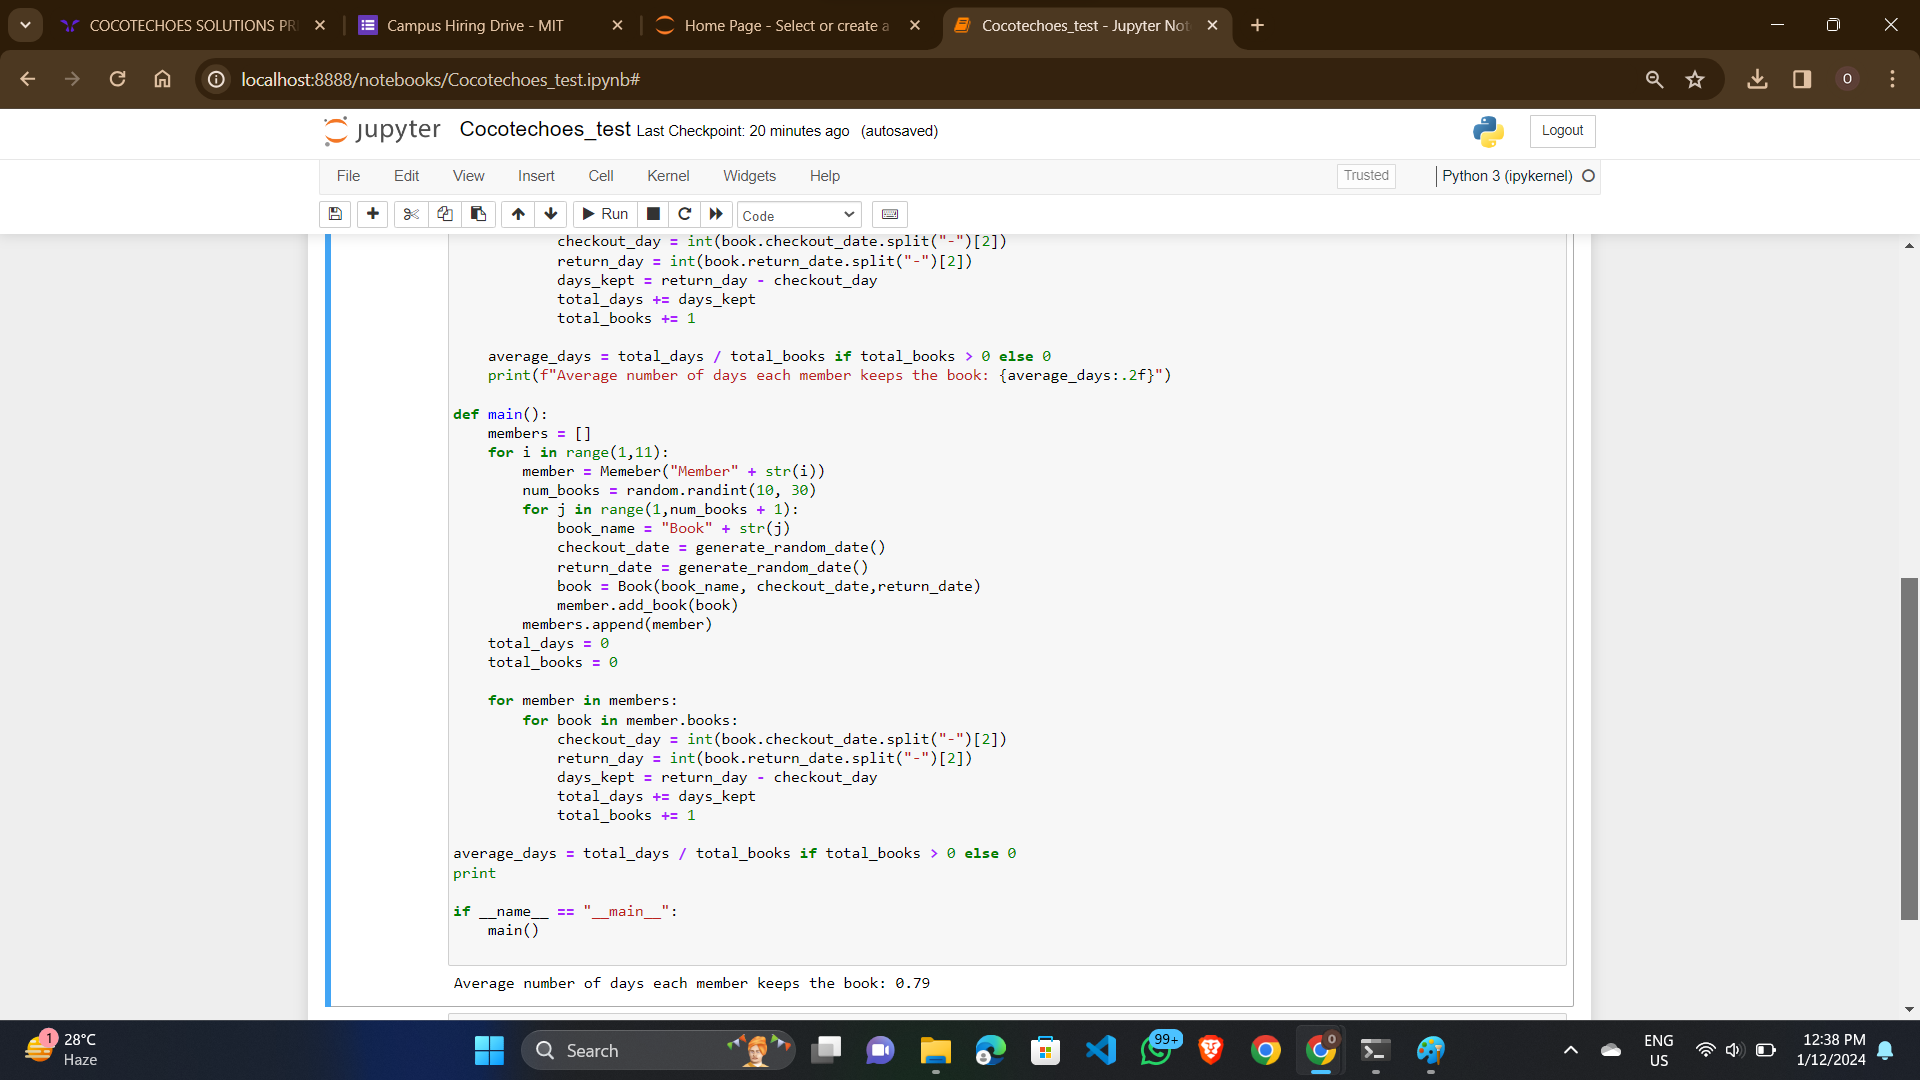 COCOTECHOES SOLUTIONS PRI
Campus Hiring Drive - MIT
Home Page - Select or create a
Cocotechoes_test - Jupyter Not
localhost:8888/notebooks/Cocotechoes_test.ipynb#
O
jupyter Cocotechoes_test Last Checkpoint: 20 minutes ago (autosaved)
Logout
File Edit View Insert Cell Kernel Widgets Help
Trusted
Python 3 (ipykernel)
Run
Code
            checkout_day = int(book.checkout_date.split("-")[2])
            return_day = int(book.return_date.split("-")[2])
            days_kept = return_day - checkout_day
            total_days += days_kept
            total_books += 1
    average_days = total_days / total_books if total_books > 0 else 0
    print(f"Average number of days each member keeps the book: {average_days:.2f}")
def main():
    members = []
    for i in range(1,11):
        member = Memeber("Member" + str(i))
        num_books = random.randint(10, 30)
        for j in range(1,num_books + 1):
            book_name = "Book" + str(j)
            checkout_date = generate_random_date()
            return_date = generate_random_date()
            book = Book(book_name, checkout_date,return_date)
            member.add_book(book)
        members.append(member)
    total_days = 0
    total_books = 0
    for member in members:
        for book in member.books:
            checkout_day = int(book.checkout_date.split("-")[2])
            return_day = int(book.return_date.split("-")[2])
            days_kept = return_day - checkout_day
            total_days += days_kept
            total_books += 1
average_days = total_days / total_books if total_books > 0 else 0
print
if __name__ == "__main__":
    main()
Average number of days each member keeps the book: 0.79
1
28°C
Haze
Search
99+
ENG
US
12:38 PM
1/12/2024